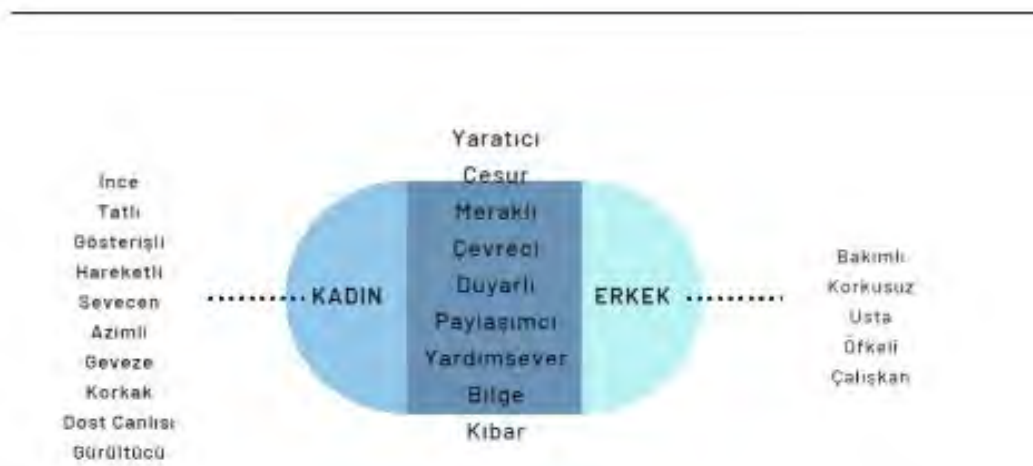 İnce
Tatlı
Gösterişli
Hareketli
Sevecen
Azimli
Geveze
Korkak
Dost Canlısı
Gürültücü
KADIN
Yaratıcı
Cesur
Meraklı
Çevreci
Duyarlı
Paylaşımcı
Yardımsever
Bilge
Kibar
ERKEK
Bakımlı
Korkusuz
Usta
Öfkeli
Çalışkan